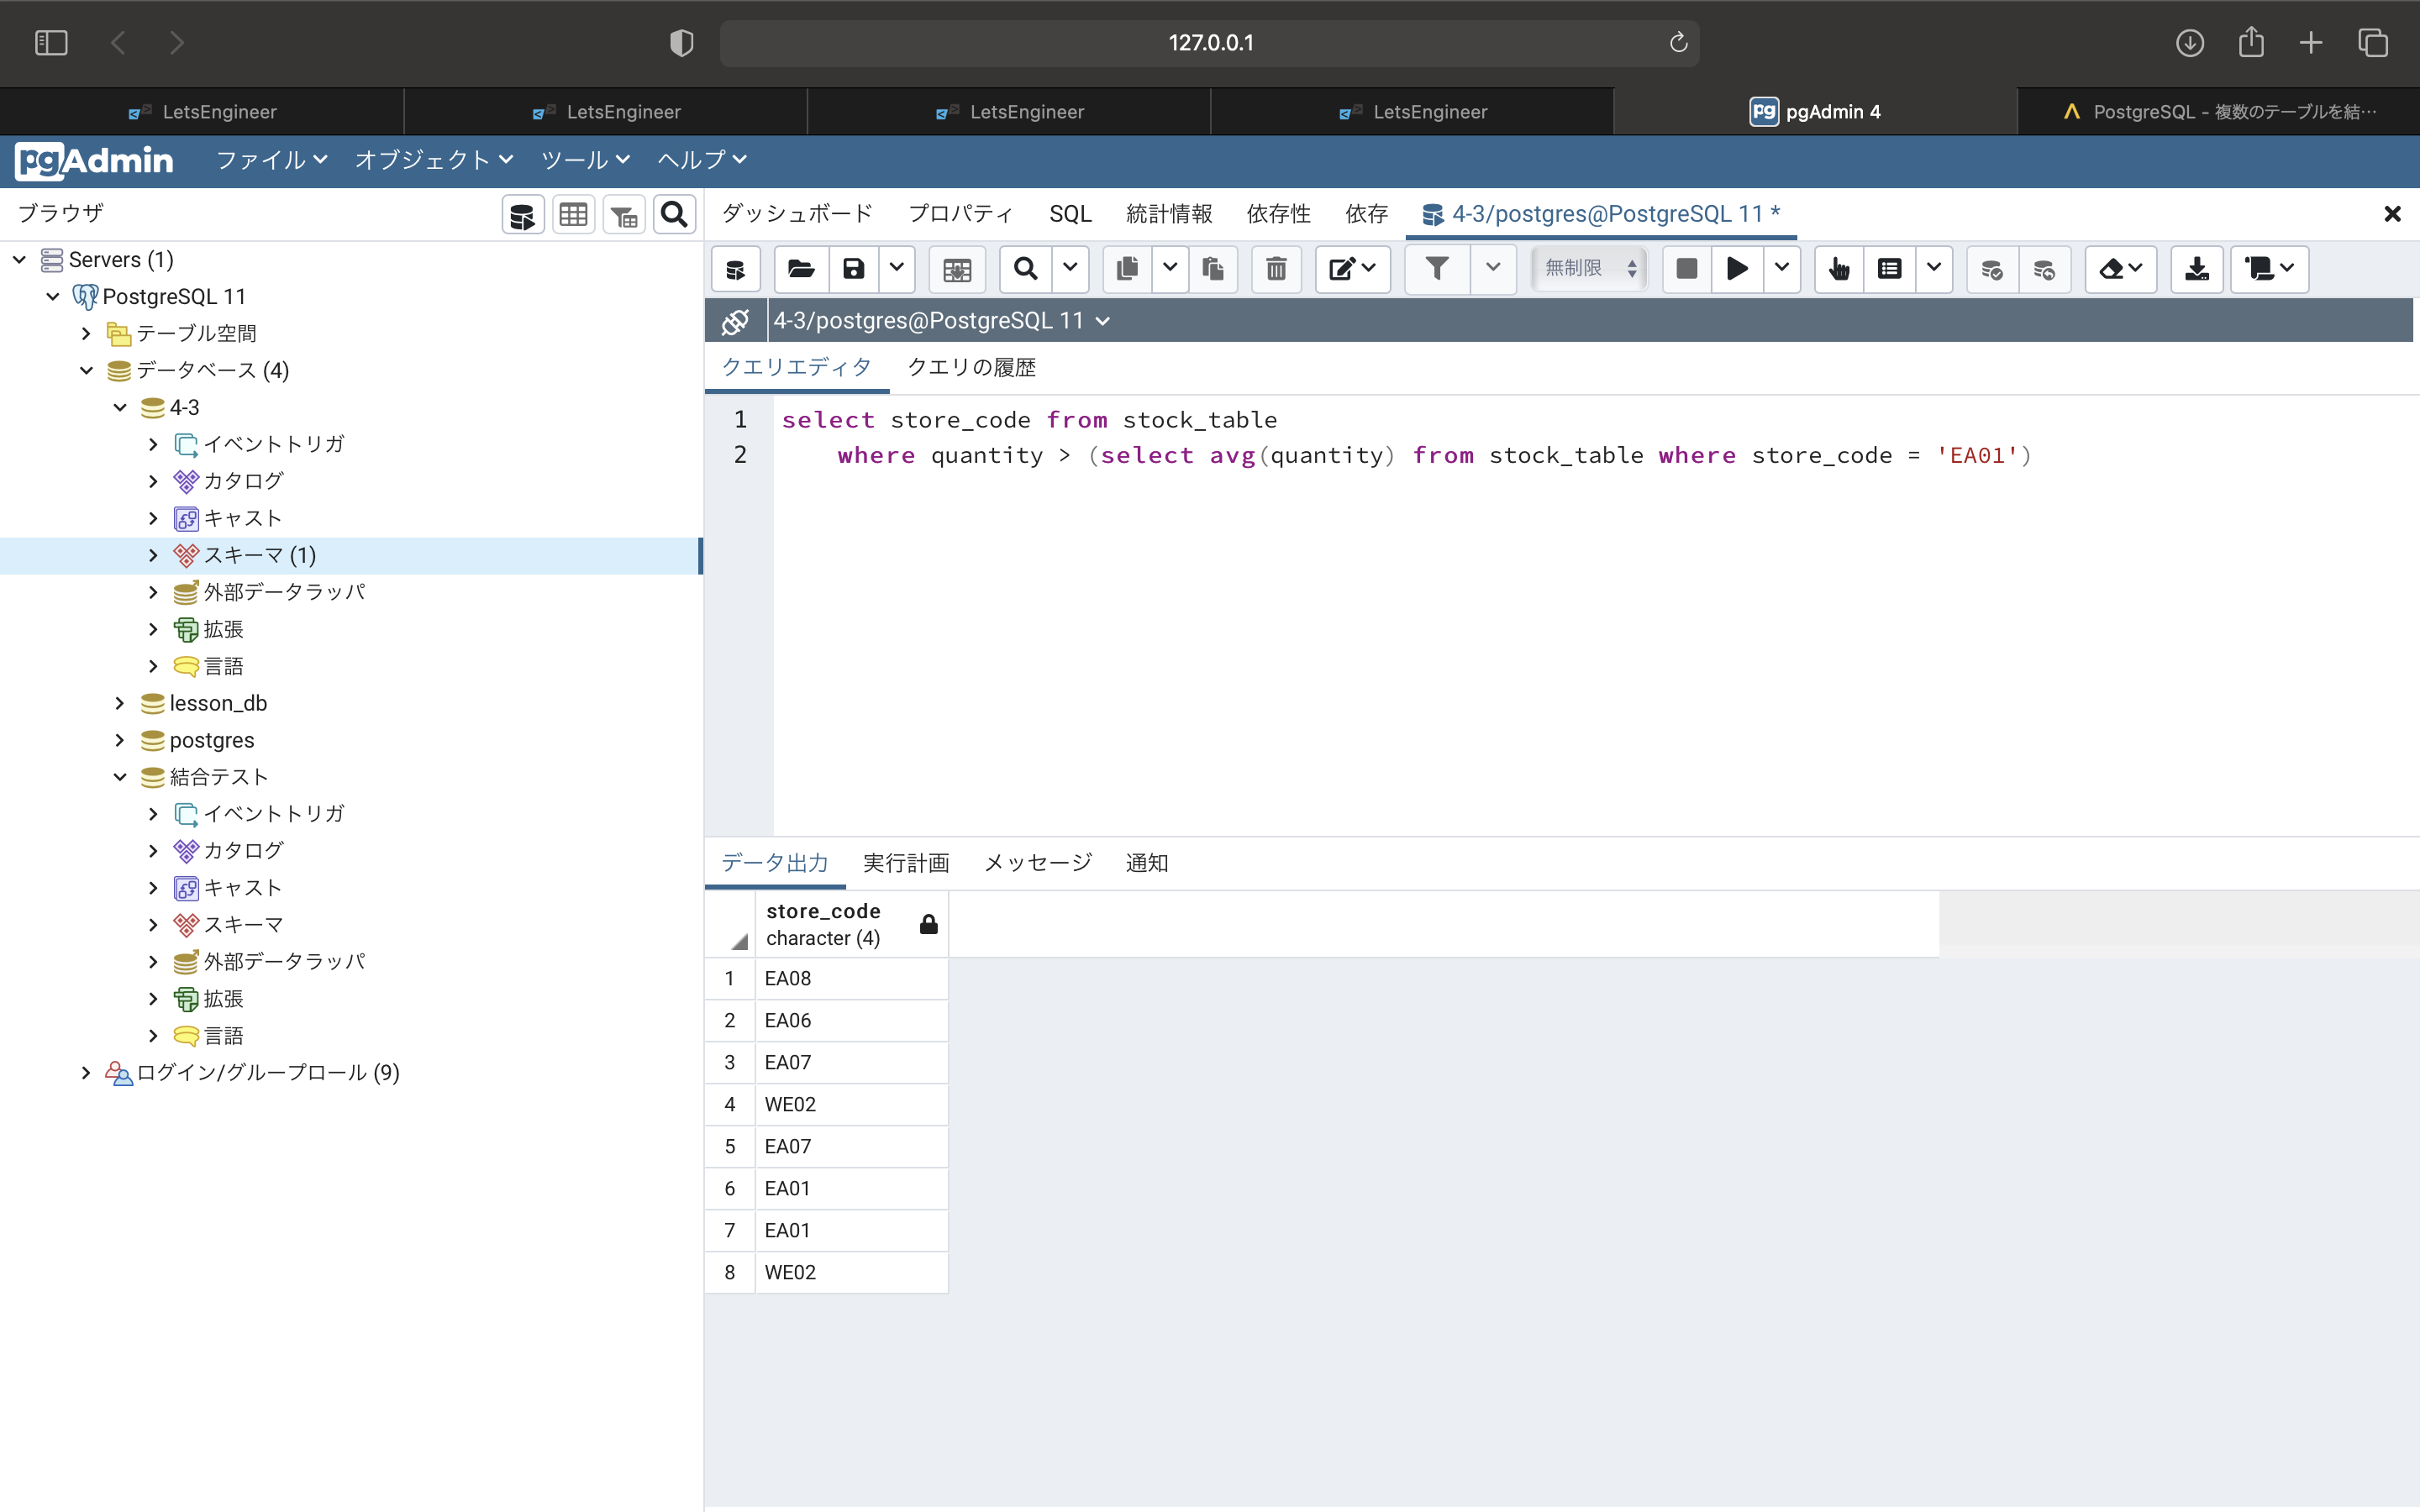 127.0.0.1
LetsEngineer
LetsEngineer
LetsEngineer
LetsEngineer
pg pgAdmin 4
PostgreSQL - 複数のテーブルを結…
pgAdmin ファイル オブジェクト ツール ヘルプ
ブラウザ
Servers (1)
PostgreSQL 11
テーブル空間
データベース (4)
4-3
イベントトリガ
カタログ
キャスト
スキーマ (1)
外部データラッパ
拡張
言語
lesson_db
postgres
結合テスト
イベントトリガ
カタログ
キャスト
スキーマ
外部データラッパ
拡張
言語
ログイン/グループロール (9)
ダッシュボード プロパティ SQL 統計情報 依存性 依存 4-3/postgres@PostgreSQL 11 *
無制限
4-3/postgres@PostgreSQL 11
クエリエディタ クエリの履歴
1 select store_code from stock_table
2 where quantity > (select avg(quantity) from stock_table where store_code = 'EA01')
データ出力 実行計画 メッセージ 通知
store_code
character (4)
1 EA08
2 EA06
3 EA07
4 WE02
5 EA07
6 EA01
7 EA01
8 WE02